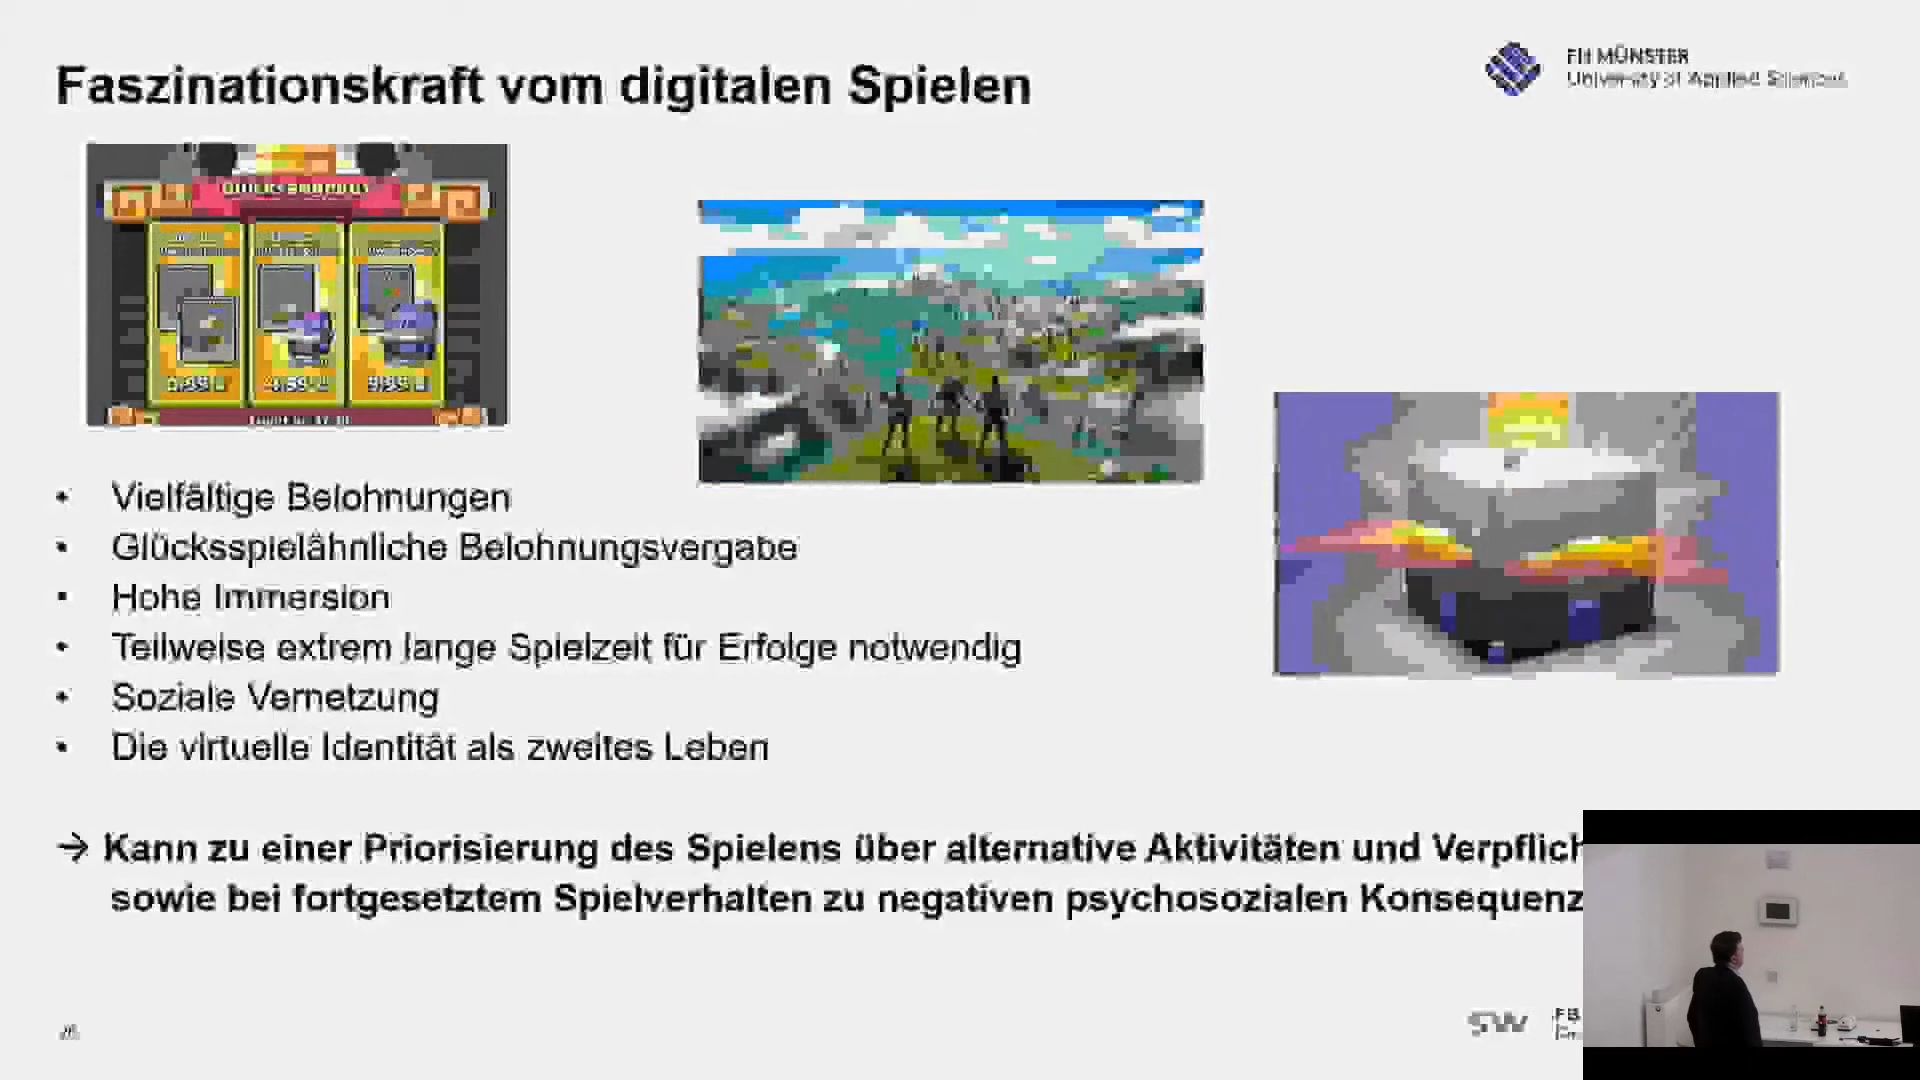 Faszinationskraft vom digitalen Spielen
FH MÜNSTER
University of Applied Sciences
• Vielfältige Belohnungen
• Glücksspielähnliche Belohnungsvergabe
• Hohe Immersion
• Teilweise extrem lange Spielzeit für Erfolge notwendig
• Soziale Vernetzung
• Die virtuelle Identität als zweites Leben
→ Kann zu einer Priorisierung des Spielens über alternative Aktivitäten und Verpflich
sowie bei fortgesetztem Spielverhalten zu negativen psychosozialen Konsequenz
SW